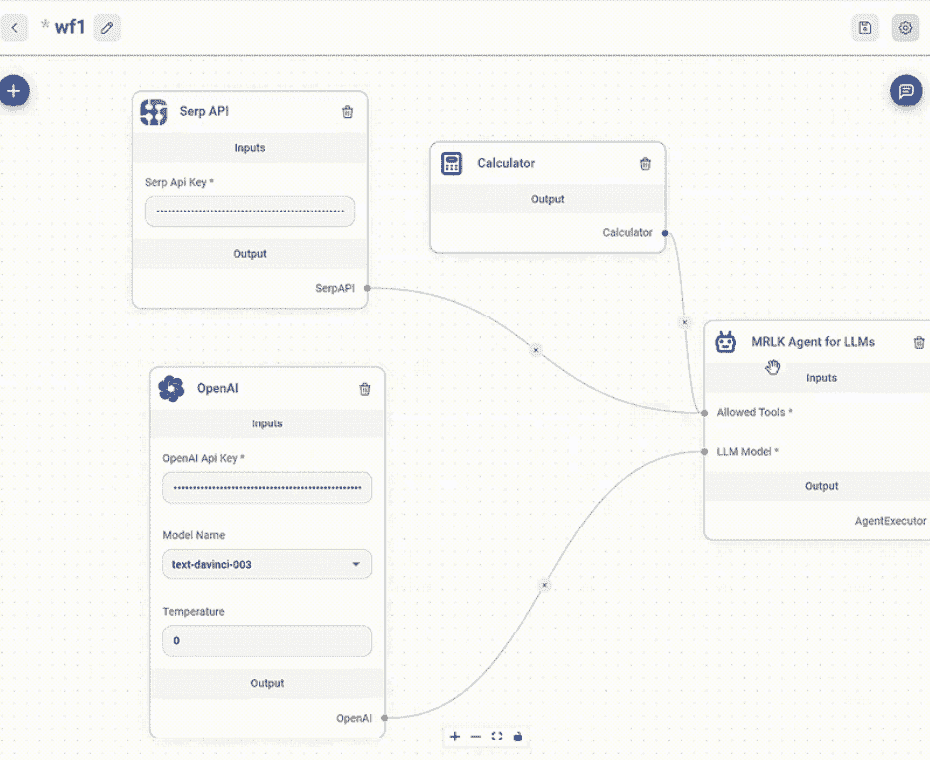 * wf1
Serp API
Inputs
Serp Api Key *
Output
SerpAPI
Calculator
Output
Calculator
OpenAI
Inputs
OpenAI Api Key *
Model Name
text-davinci-003
Temperature
0
Output
OpenAI
MRLK Agent for LLMs
Inputs
Allowed Tools *
LLM Model *
Output
AgentExecutor